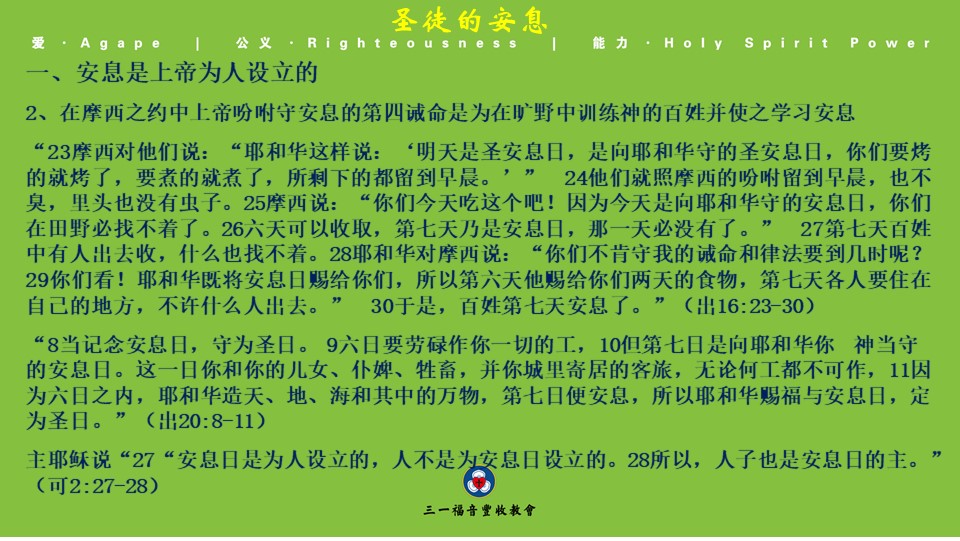 圣徒的安息
爱 · Agape | 公义 · Righteousness | 能力 · Holy Spirit Power
一、安息是上帝为人设立的
2、在摩西之约中上帝吩咐守安息的第四诫命是为在旷野中训练神的百姓并使之学习安息
“23摩西对他们说：“耶和华这样说：‘明天是圣安息日，是向耶和华守的圣安息日，你们要烤
的就烤了，要煮的就煮了，所剩下的都留到早晨。’” 24他们就照摩西的吩咐留到早晨，也不
臭，里头也没有虫子。25摩西说：“你们今天吃这个吧！因为今天是向耶和华守的安息日，你们
在田野必找不着了。26六天可以收取，第七天乃是安息日，那一天必没有了。” 27第七天百姓
中有人出去收，什么也找不着。28耶和华对摩西说：“你们不肯守我的诫命和律法要到几时呢？
29你们看！耶和华既将安息日赐给你们，所以第六天他赐给你们两天的食物，第七天各人要住在
自己的地方，不许什么人出去。” 30于是，百姓第七天安息了。”（出16:23-30）
“8当记念安息日，守为圣日。 9六日要劳碌作你一切的工，10但第七日是向耶和华你 神当守
的安息日。这一日你和你的儿女、仆婢、牲畜，并你城里寄居的客旅，无论何工都不可作，11因
为六日之内，耶和华造天、地、海和其中的万物，第七日便安息，所以耶和华赐福与安息日，定
为圣日。”（出20:8-11）
主耶稣说“27“安息日是为人设立的，人不是为安息日设立的。28所以，人子也是安息日的主。”
（可2:27-28）
三一福音豐收教會